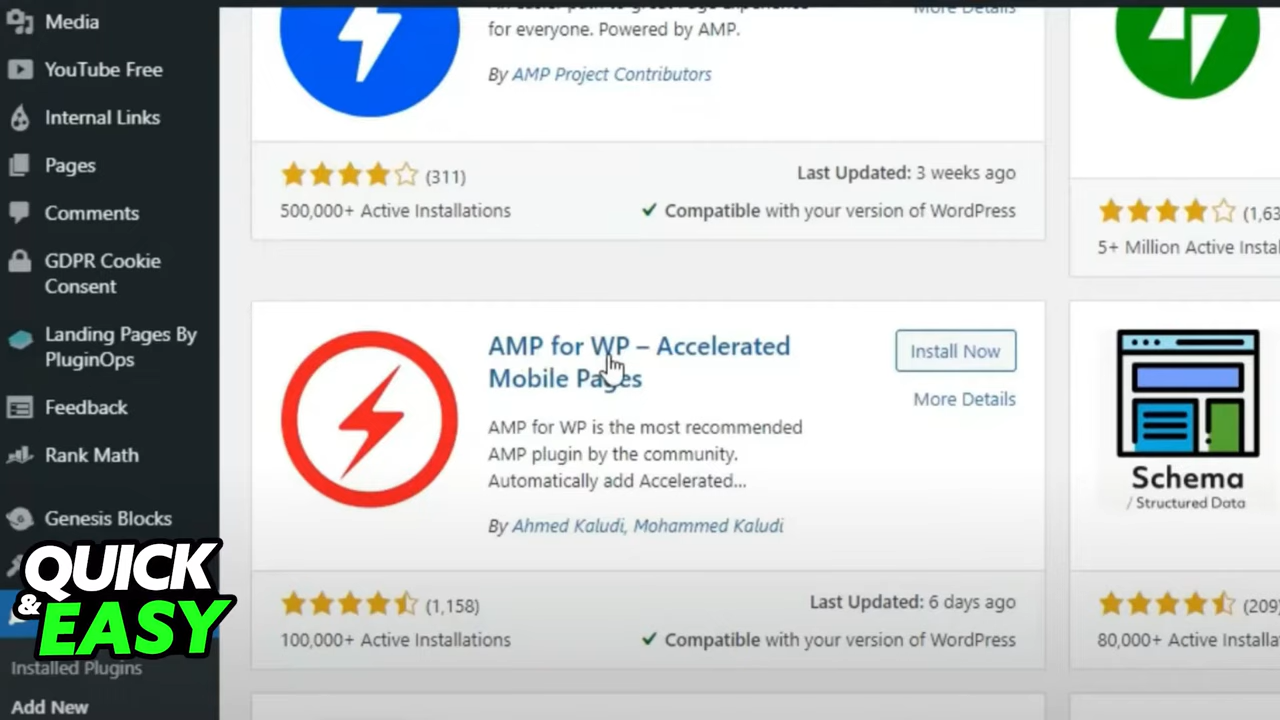 Media
YouTube Free
Internal Links
Pages
Comments
GDPR Cookie
Consent
Landing Pages By
PluginOps
Feedback
Rank Math
Genesis Blocks
QUICK
& EASY
Installed Plugins
Add New
More Details
for everyone. Powered by AMP.
By AMP Project Contributors
(311)
Last Updated: 3 weeks ago
500,000+ Active Installations
Compatible with your version of WordPress
AMP for WP – Accelerated
Mobile Pages
Install Now
More Details
AMP for WP is the most recommended
AMP plugin by the community.
Automatically add Accelerated...
By Ahmed Kaludi, Mohammed Kaludi
(1,158)
Last Updated: 6 days ago
100,000+ Active Installations
Compatible with your version of WordPress
(1,63
5+ Million Active Instal
Schema
/ Structured Data
(209)
80,000+ Active Installa